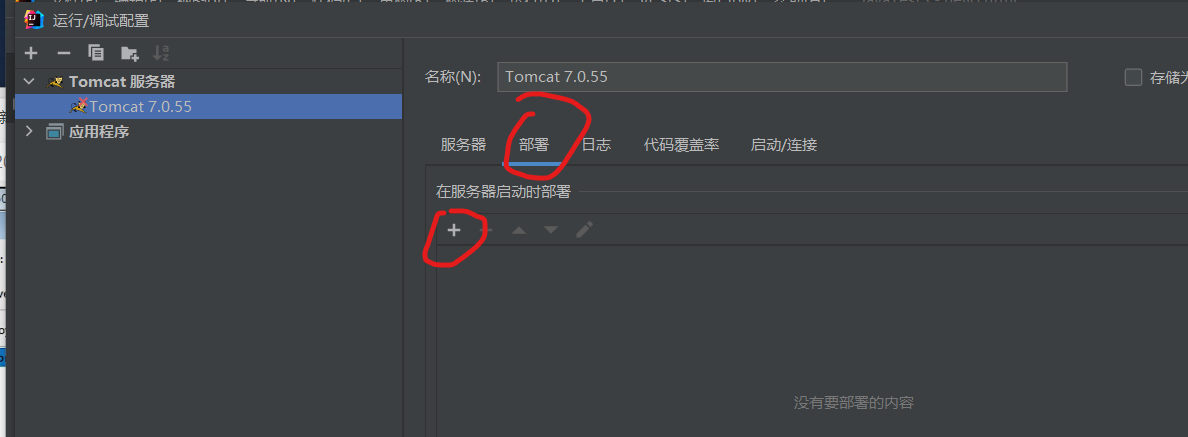 运行/调试配置
Tomcat 服务器
Tomcat 7.0.55
应用程序
名称(N): Tomcat 7.0.55
存储为
服务器 部署 日志 代码覆盖率 启动/连接
在服务器启动时部署
没有要部署的内容